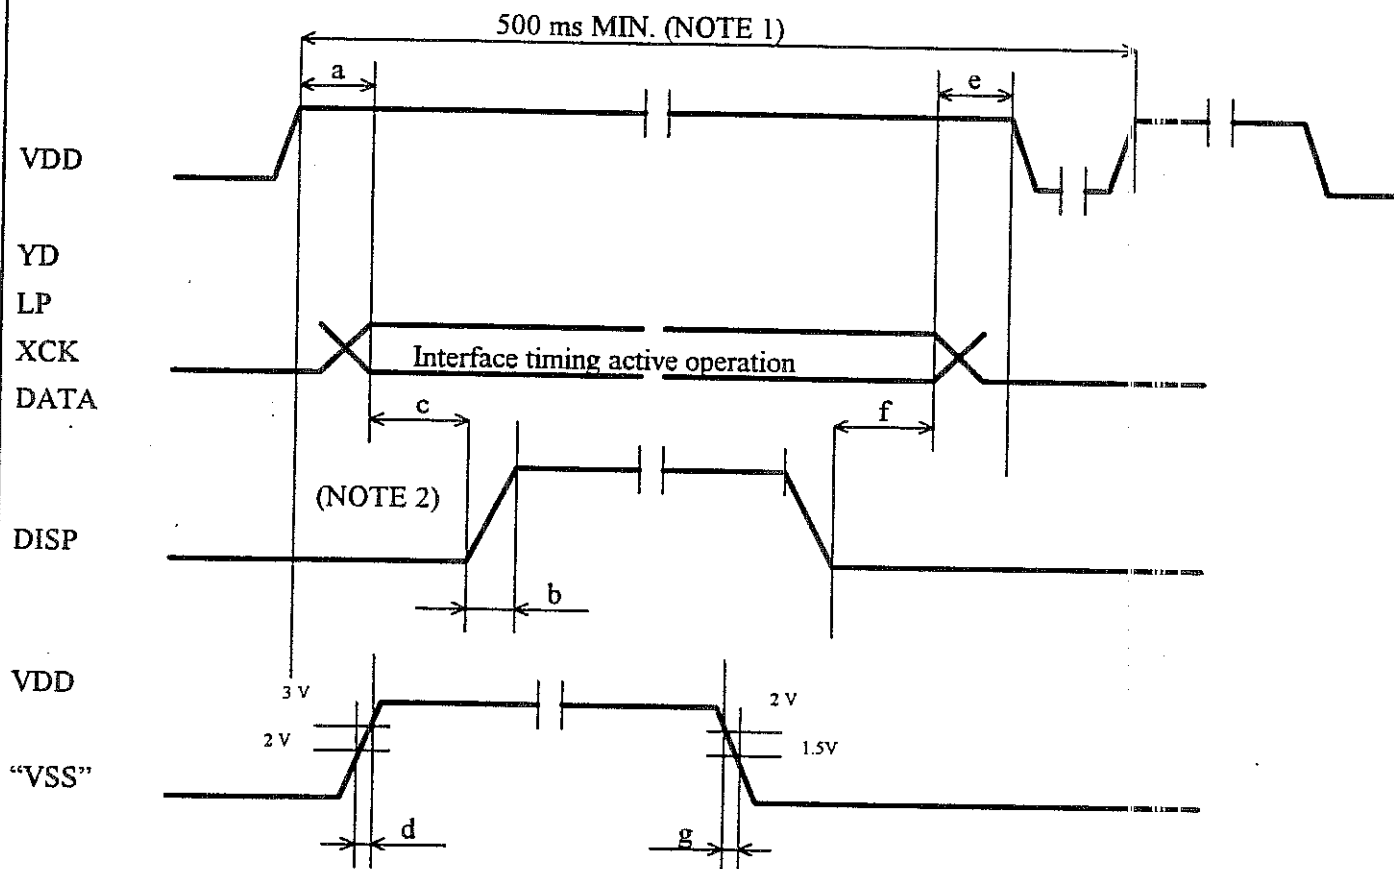 500 ms MIN. (NOTE 1)
a
e
VDD
YD
LP
XCK
Interface timing active operation
DATA
c
f
(NOTE 2)
DISP
b
VDD
3 V
2 V
2 V
1.5V
“VSS”
d
g